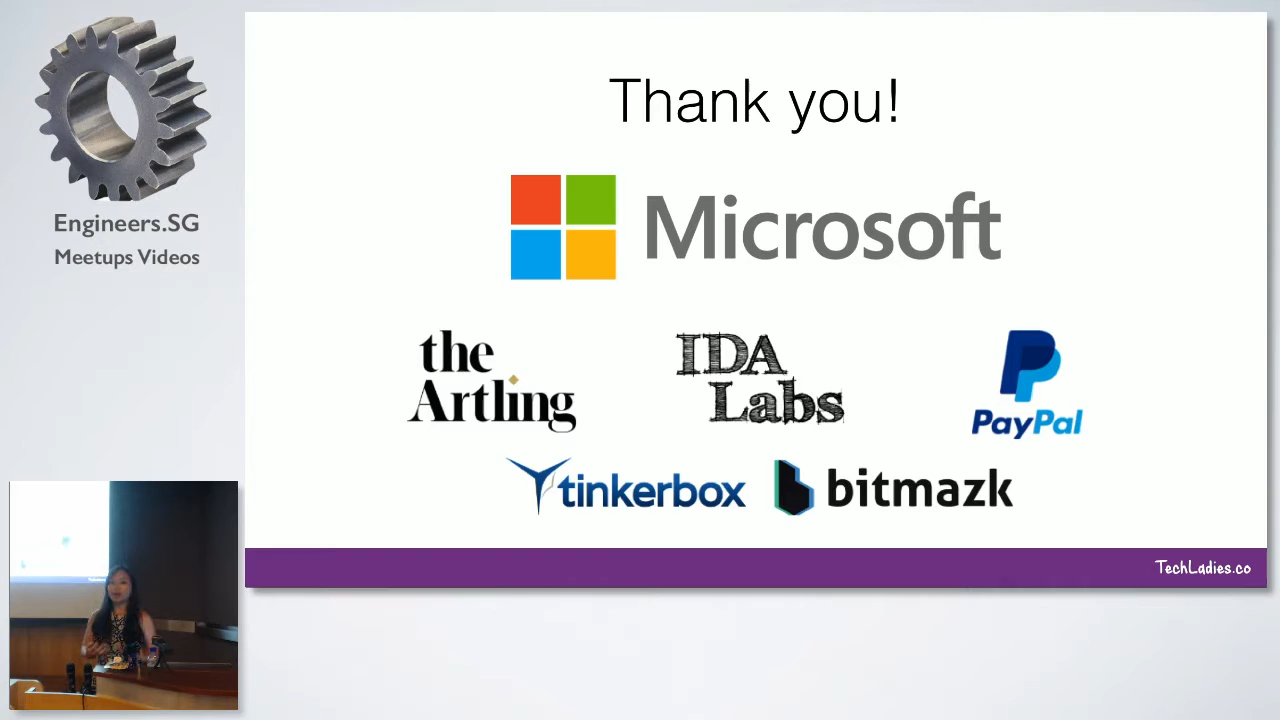 Engineers.SG
Meetups Videos
Thank you!
Microsoft
the
Artling
IDA
Labs
PayPal
tinkerbox
bitmazk
TechLadies.co